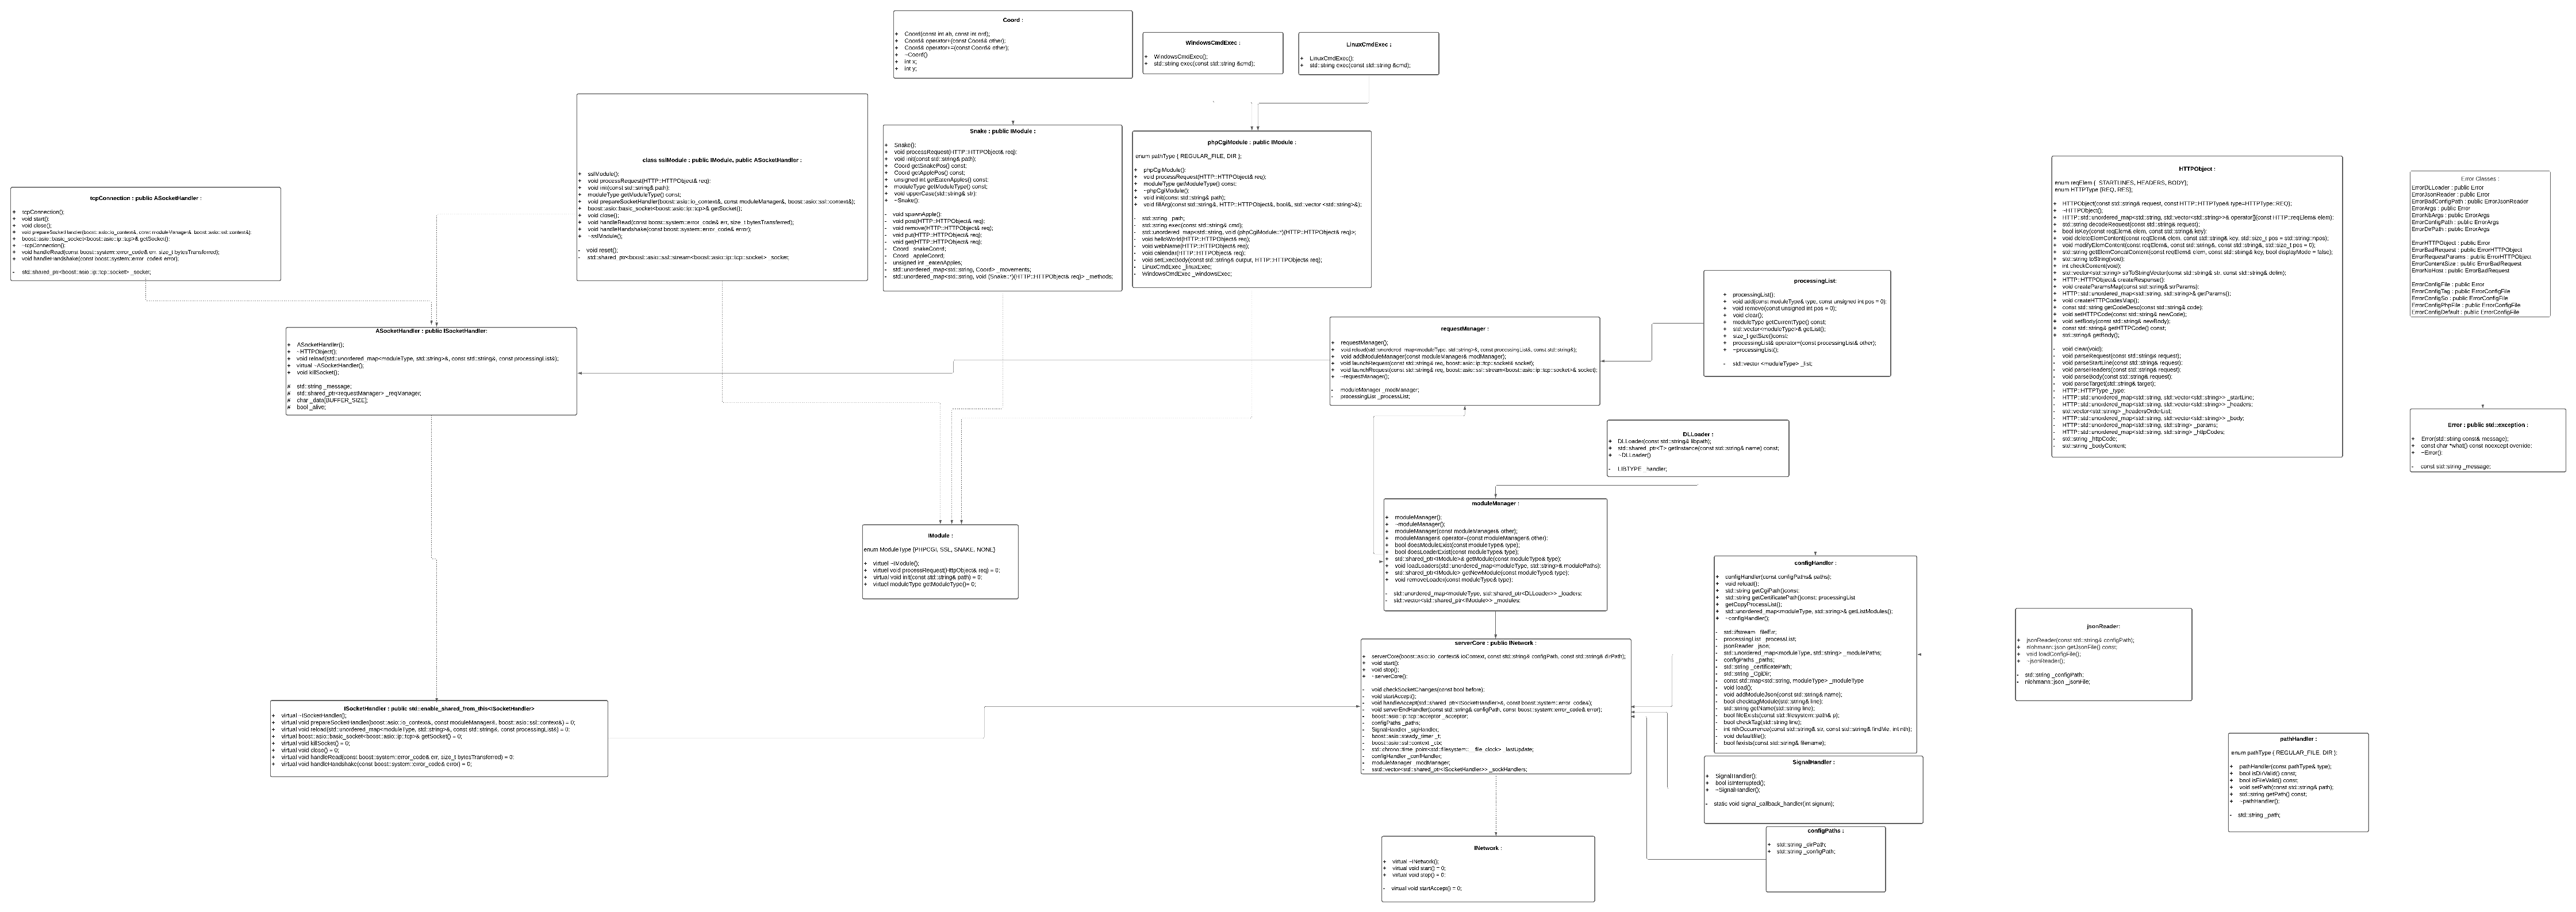 Coord :
+ Coord(const int ab, const int ord);
+ Coord& operator+(const Coord& other);
+ Coord& operator+=(const Coord& other);
+ ~Coord()
+ int x;
+ int y;
WindowsCmdExec :
+ WindowsCmdExec();
+ std::string exec(const std::string &cmd);
LinuxCmdExec :
+ LinuxCmdExec();
+ std::string exec(const std::string &cmd);
tcpConnection : public ASocketHandler :
+ tcpConnection();
+ void start();
+ void close();
+ void prepareSocketHandler(boost::asio::io_context&, const moduleManager&, boost::asio::ssl::context&);
+ boost::asio::basic_socket<boost::asio::ip::tcp>& getSocket();
+ ~tcpConnection();
+ void handleRead(const boost::system::error_code& err, size_t bytesTransferred);
+ void handleHandshake(const boost::system::error_code& error);
- std::shared_ptr<boost::asio::ip::tcp::socket> _socket;
class sslModule : public IModule, public ASocketHandler :
+ sslModule();
+ void processRequest(HTTP::HTTPObject& req);
+ void init(const std::string& path);
+ moduleType getModuleType() const;
+ void prepareSocketHandler(boost::asio::io_context&, const moduleManager&, boost::asio::ssl::context&);
+ boost::asio::basic_socket<boost::asio::ip::tcp>& getSocket();
+ void close();
+ void handleRead(const boost::system::error_code& err, size_t bytesTransferred);
+ void handleHandshake(const boost::system::error_code& error);
+ ~sslModule();
- void reset();
- std::shared_ptr<boost::asio::ssl::stream<boost::asio::ip::tcp::socket>> _socket;
Snake : public IModule :
+ Snake();
+ void processRequest(HTTP::HTTPObject& req);
+ void init(const std::string& path);
+ Coord getSnakePos() const;
+ Coord getApplePos() const;
+ unsigned int getEatenApples() const;
+ moduleType getModuleType() const;
+ void upperCase(std::string& str);
+ ~Snake();
- void spawnApple();
- void post(HTTP::HTTPObject& req);
- void remove(HTTP::HTTPObject& req);
- void put(HTTP::HTTPObject& req);
- void get(HTTP::HTTPObject& req);
- Coord _snakeCoord;
- Coord _appleCoord;
- unsigned int _eatenApples;
- std::unordered_map<std::string, Coord> _movements;
- std::unordered_map<std::string, void (Snake::*)(HTTP::HTTPObject& req)> _methods;
phpCgiModule : public IModule :
enum pathType { REGULAR_FILE, DIR };
+ phpCgiModule();
+ void processRequest(HTTP::HTTPObject& req);
+ moduleType getModuleType() const;
+ ~phpCgiModule();
+ void init(const std::string& path);
+ void fillArg(const std::string&, HTTP::HTTPObject&, bool&, std::vector <std::string>&);
- std::string _path;
- std::string exec(const std::string& cmd);
- std::unordered_map<std::string, void (phpCgiModule::*)(HTTP::HTTPObject& req)>;
- void helloWorld(HTTP::HTTPObject& req);
- void webName(HTTP::HTTPObject& req);
- void calendar(HTTP::HTTPObject& req);
- void setExecBody(const std::string& output, HTTP::HTTPObject& req);
- LinuxCmdExec _linuxExec;
- WindowsCmdExec _windowsExec;
HTTPObject :
enum reqElem { STARTLINES, HEADERS, BODY};
enum HTTPType {REQ, RES};
+ HTTPObject(const std::string& request, const HTTP::HTTPType& type=HTTPType::REQ);
+ ~HTTPObject();
+ HTTP::std::unordered_map<std::string, std::vector<std::string>>& operator[](const HTTP::reqElem& elem);
+ std::string decodeRequest(const std::string& request);
+ bool isKey(const reqElem& elem, const std::string& key);
+ void deleteElemContent(const reqElem& elem, const std::string& key, std::size_t pos = std::string::npos);
+ void modifyElemContent(const reqElem&, const std::string&, const std::string&, std::size_t pos = 0);
+ std::string getElemConcatContent(const reqElem& elem, const std::string& key, bool displayMode = false);
+ std::string toString(void);
+ int checkContent(void);
+ std::vector<std::string> strToStringVector(const std::string& str, const std::string& delim);
+ HTTP::HTTPObject& createResponse();
+ void createParamsMap(const std::string& strParams);
+ HTTP::std::unordered_map<std::string, std::string>& getParams();
+ void createHTTPCodesMap();
+ const std::string getCodeDesc(const std::string& code);
+ void setHTTPCode(const std::string& newCode);
+ void setBody(const std::string& newBody);
+ const std::string& getHTTPCode() const;
+ std::string& getBody();
- void clear(void);
- void parseRequest(const std::string& request);
- void parseStartLine(const std::string& request);
- void parseHeaders(const std::string& request);
- void parseBody(const std::string& request);
- void parseTarget(std::string& target);
- HTTP::HTTPType _type;
- HTTP::std::unordered_map<std::string, std::vector<std::string>> _startLine;
- HTTP::std::unordered_map<std::string, std::vector<std::string>> _headers;
- std::vector<std::string> _headersOrderList;
- HTTP::std::unordered_map<std::string, std::vector<std::string>> _body;
- HTTP::std::unordered_map<std::string, std::string> _params;
- HTTP::std::unordered_map<std::string, std::string> _httpCodes;
- std::string _httpCode;
- std::string _bodyContent;
Error Classes :
ErrorDLLoader : public Error
ErrorJsonReader : public Error
ErrorBadConfigPath : public ErrorJsonReader
ErrorArgs : public Error
ErrorNbArgs : public ErrorArgs
ErrorConfigPath : public ErrorArgs
ErrorDirPath : public ErrorArgs
ErrorHTTPObject : public Error
ErrorBadRequest : public ErrorHTTPObject
ErrorRequestParams : public ErrorHTTPObject
ErrorContentSize : public ErrorBadRequest
ErrorNoHost : public ErrorBadRequest
ErrorConfigFile : public Error
ErrorConfigTag : public ErrorConfigFile
ErrorConfigSo : public ErrorConfigFile
ErrorConfigPhpFile : public ErrorConfigFile
ErrorConfigDefault : public ErrorConfigFile
processingList:
+ processingList();
+ void add(const moduleType& type, const unsigned int pos = 0);
+ void remove(const unsigned int pos = 0);
+ void clear();
+ moduleType getCurrentType() const;
+ std::vector<moduleType>& getList();
+ size_t getSize() const;
+ processingList& operator=(const processingList& other);
+ ~processingList();
- std::vector <moduleType> _list;
ASocketHandler : public ISocketHandler:
+ ASocketHandler();
+ ~HTTPObject();
+ void reload(std::unordered_map<moduleType, std::string>&, const std::string&, const processingList&);
+ virtual ~ASocketHandler();
+ void killSocket();
# std::string _message;
# std::shared_ptr<requestManager> _reqManager;
# char _data[BUFFER_SIZE];
# bool _alive;
requestManager :
+ requestManager();
+ void reload(std::unordered_map<moduleType, std::string>&, const processingList&, const std::string&);
+ void addModuleManager(const moduleManager& modManager);
+ void launchRequest(const std::string& req, boost::asio::ip::tcp::socket& socket);
+ void launchRequest(const std::string& req, boost::asio::ssl::stream<boost::asio::ip::tcp::socket>& socket);
+ ~requestManager();
- moduleManager _modManager;
- processingList _processList;
DLLoader :
+ DLLoader(const std::string& libpath);
+ std::shared_ptr<T> getInstance(const std::string& name) const;
+ ~DLLoader()
- LIBTYPE _handler;
Error : public std::exception :
+ Error(std::string const& message);
+ const char *what() const noexcept override;
+ ~Error();
- const std::string _message;
moduleManager :
+ moduleManager();
+ ~moduleManager();
+ moduleManager(const moduleManager& other);
+ moduleManager& operator=(const moduleManager& other);
+ bool doesModuleExist(const moduleType& type);
+ bool doesLoaderExist(const moduleType& type);
+ std::shared_ptr<IModule>& getModule(const moduleType& type);
+ void loadLoaders(std::unordered_map<moduleType, std::string>& modulePaths);
+ std::shared_ptr<IModule> getNewModule(const moduleType& type);
+ void removeLoader(const moduleType& type);
- std::unordered_map<moduleType, std::shared_ptr<DLLoader>> _loaders;
- std::vector<std::shared_ptr<IModule>> _modules;
IModule :
enum ModuleType {PHPCGI, SSL, SNAKE, NONE}
+ virtuel ~IModule();
+ virtuel void processRequest(HttpObject& req) = 0;
+ virtual void init(const std::string& path) = 0;
+ virtuel moduleType getModuleType()= 0;
configHandler :
+ configHandler(const configPaths& paths);
+ void reload();
+ std::string getCgiPath()const;
+ std::string getCertificatePath()const; processingList
+ getCopyProcessList();
+ std::unordered_map<moduleType, std::string>& getListModules();
+ ~configHandler();
- std::ifstream _fileErr;
- processingList _processList;
- jsonReader _json;
- std::unordered_map<moduleType, std::string> _modulePaths;
- configPaths _paths;
- std::string _certificatePath;
- std::string _cgiDir;
- const std::map<std::string, moduleType> _moduleType
- void load();
- void addModuleJson(const std::string& name);
- bool checktagModule(std::string& line);
- std::string getName(std::string line);
- bool fileExists(const std::filesystem::path& p);
- bool checkTag(std::string line);
- int nthOccurrence(const std::string& str, const std::string& findMe, int nth);
- void defaultfile();
- bool fexists(const std::string& filename);
jsonReader:
+ jsonReader(const std::string& configPath);
+ nlohmann::json getJsonFile() const;
+ void loadConfigFile();
+ ~jsonReader();
- std::string _configPath;
- nlohmann::json _jsonFile;
serverCore : public INetwork :
+ serverCore(boost::asio::io_context& ioContext, const std::string& configPath, const std::string& dirPath);
+ void start();
+ void stop();
+ ~serverCore();
- void checkSocketChanges(const bool before);
- void startAccept();
- void handleAccept(std::shared_ptr<ISocketHandler>&, const boost::system::error_code&);
- void serverEndHandler(const std::string& configPath, const boost::system::error_code& error);
- boost::asio::ip::tcp::acceptor _acceptor;
- configPaths _paths;
- SignalHandler _sigHandler;
- boost::asio::steady_timer _t;
- boost::asio::ssl::context _ctx;
- std::chrono::time_point<std::filesystem::__file_clock> _lastUpdate;
- configHandler _confHandler;
- moduleManager _modManager;
- sstd::vector<std::shared_ptr<ISocketHandler>> _sockHandlers;
ISocketHandler : public std::enable_shared_from_this<ISocketHandler>
+ virtual ~ISocketHandler();
+ virtual void prepareSocketHandler(boost::asio::io_context&, const moduleManager&, boost::asio::ssl::context&) = 0;
+ virtual void reload(std::unordered_map<moduleType, std::string>&, const std::string&, const processingList&) = 0;
+ virtual boost::asio::basic_socket<boost::asio::ip::tcp>& getSocket() = 0;
+ virtual void killSocket() = 0;
+ virtual void close() = 0;
+ virtual void handleRead(const boost::system::error_code& err, size_t bytesTransferred) = 0;
+ virtual void handleHandshake(const boost::system::error_code& error) = 0;
SignalHandler :
+ SignalHandler();
+ bool isInterrupted();
+ ~SignalHandler();
- static void signal_callback_handler(int signum);
pathHandler :
enum pathType { REGULAR_FILE, DIR };
+ pathHandler(const pathType& type);
+ bool isDirValid() const;
+ bool isFileValid() const;
+ void setPath(const std::string& path);
+ std::string getPath() const;
+ ~pathHandler();
- std::string _path;
configPaths :
+ std::string _dirPath;
+ std::string _configPath;
INetwork :
+ virtual ~INetwork();
+ virtual void start() = 0;
+ virtual void stop() = 0;
- virtual void startAccept() = 0;